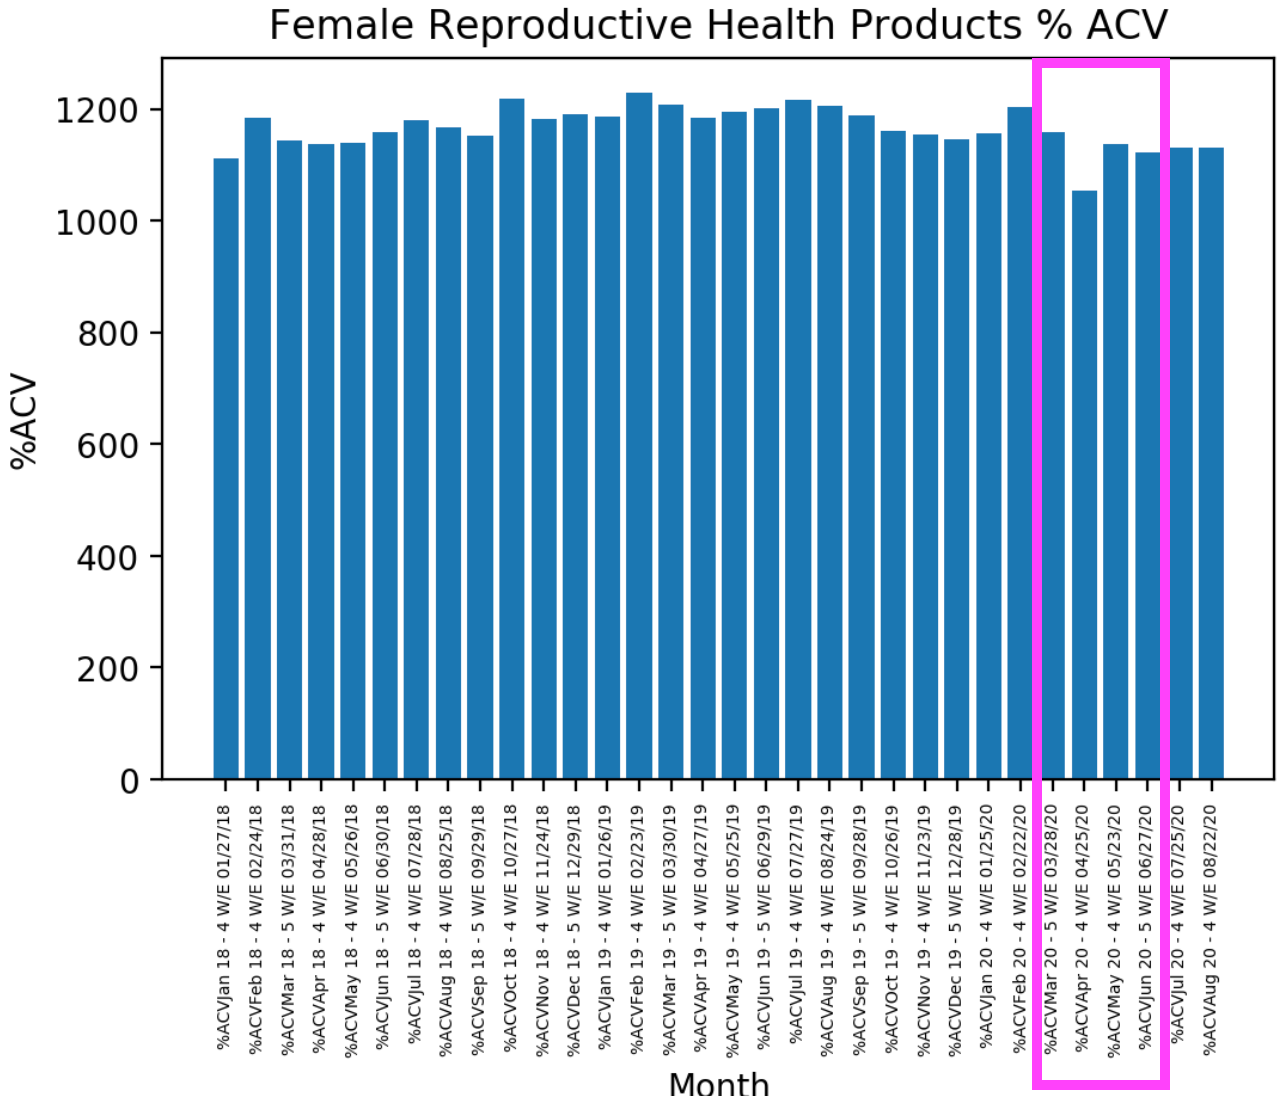 Female Reproductive Health Products % ACV
%ACV
1200
1000
800
600
400
200
0
%ACVJan 18 - 4 W/E 01/27/18
%ACVFeb 18 - 4 W/E 02/24/18
%ACVMar 18 - 5 W/E 03/31/18
%ACVApr 18 - 4 W/E 04/28/18
%ACVMay 18 - 4 W/E 05/26/18
%ACVJun 18 - 5 W/E 06/30/18
%ACVJul 18 - 4 W/E 07/28/18
%ACVAug 18 - 4 W/E 08/25/18
%ACVSep 18 - 5 W/E 09/29/18
%ACVOct 18 - 4 W/E 10/27/18
%ACVNov 18 - 4 W/E 11/24/18
%ACVDec 18 - 5 W/E 12/29/18
%ACVJan 19 - 4 W/E 01/26/19
%ACVFeb 19 - 4 W/E 02/23/19
%ACVMar 19 - 5 W/E 03/30/19
%ACVApr 19 - 4 W/E 04/27/19
%ACVMay 19 - 4 W/E 05/25/19
%ACVJun 19 - 5 W/E 06/29/19
%ACVJul 19 - 4 W/E 07/27/19
%ACVAug 19 - 4 W/E 08/24/19
%ACVSep 19 - 5 W/E 09/28/19
%ACVOct 19 - 4 W/E 10/26/19
%ACVNov 19 - 4 W/E 11/23/19
%ACVDec 19 - 5 W/E 12/28/19
%ACVJan 20 - 4 W/E 01/25/20
%ACVFeb 20 - 4 W/E 02/22/20
%ACVMar 20 - 5 W/E 03/28/20
%ACVApr 20 - 4 W/E 04/25/20
%ACVMay 20 - 4 W/E 05/23/20
%ACVJun 20 - 5 W/E 06/27/20
%ACVJul 20 - 4 W/E 07/25/20
%ACVAug 20 - 4 W/E 08/22/20
Month